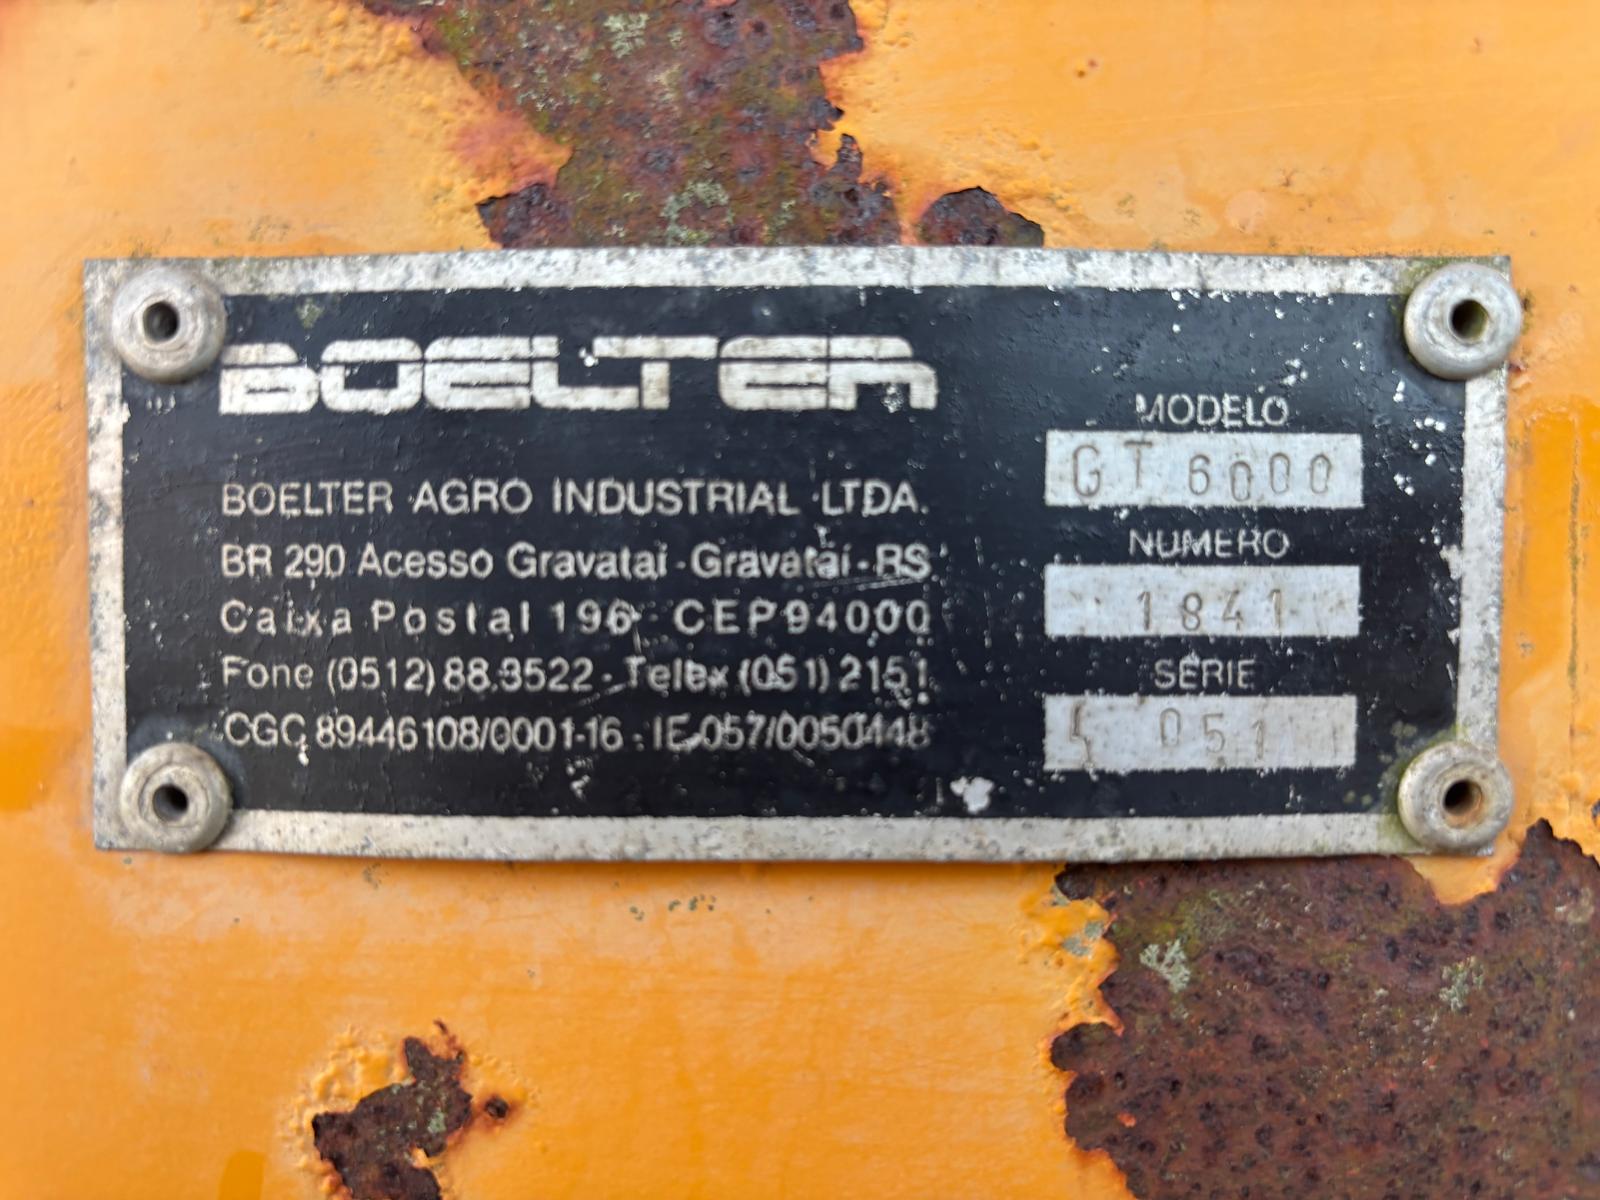 BOELTER
BOELTER AGRO INDUSTRIAL LTDA.
BR 290 Acesso Gravataí - Gravataí - RS
Caixa Postal 196 CEP 94000
Fone (0512) 88.3522 - Telex (051) 2151
CGC 89446108/0001-16 - IE 057/0050448
MODELO
GT 6000
NUMERO
1841
SÉRIE
051